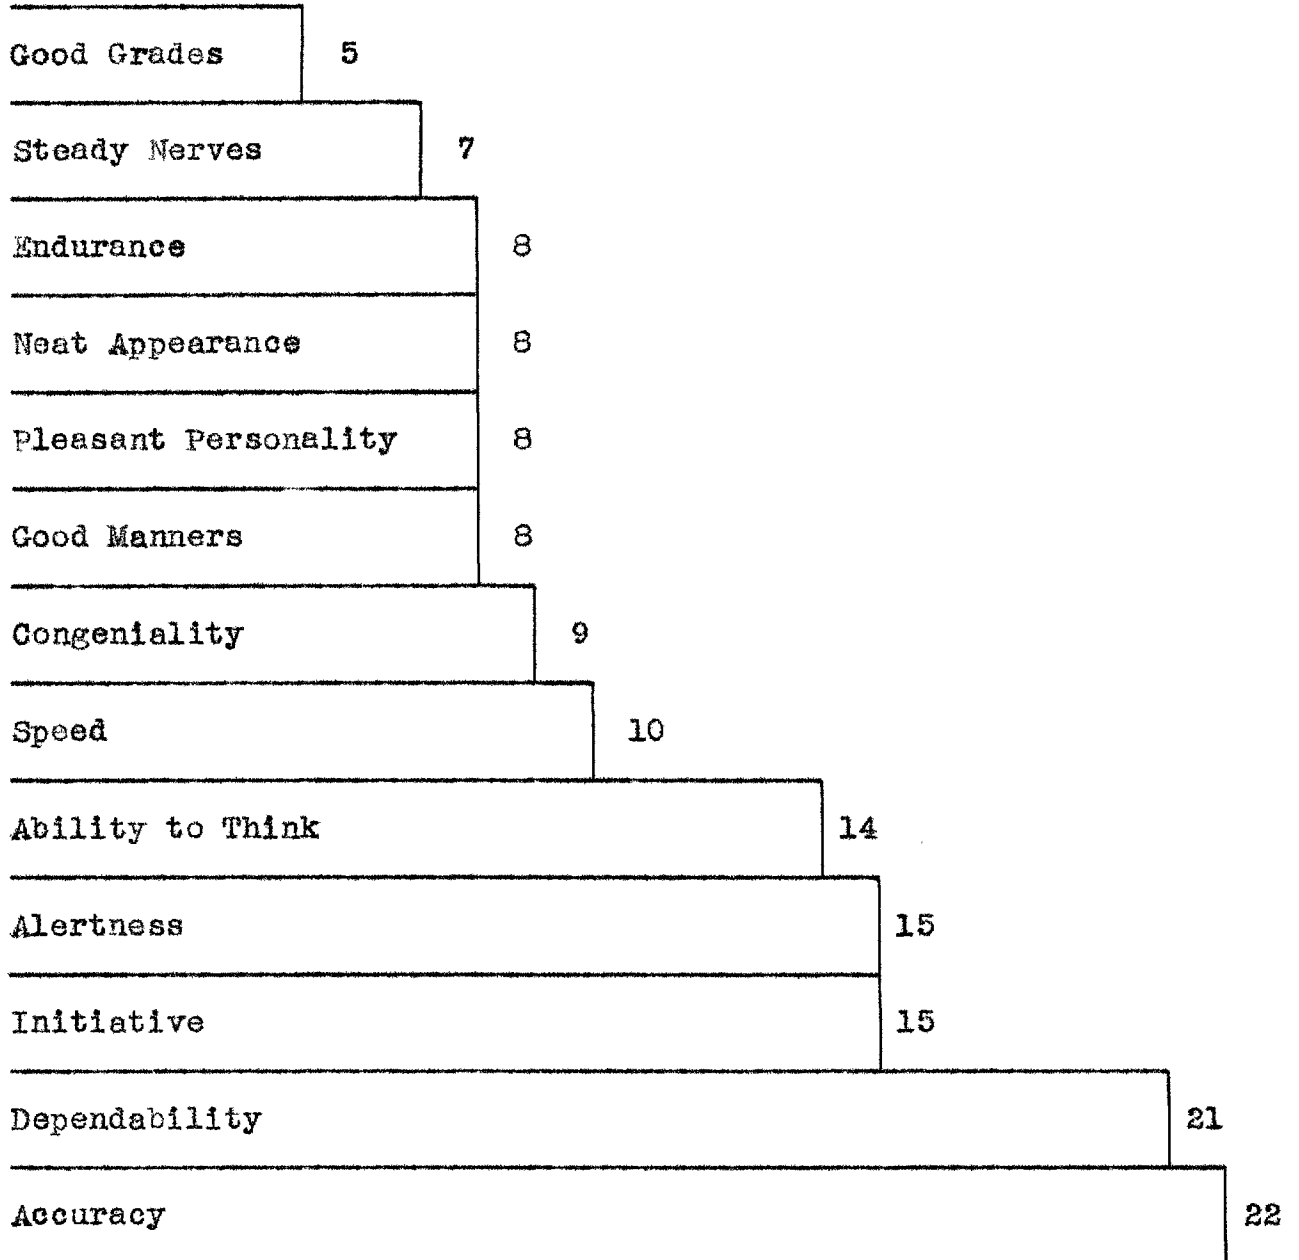 Good Grades 5
Steady Nerves 7
Endurance 8
Neat Appearance 8
Pleasant Personality 8
Good Manners 8
Congeniality 9
Speed 10
Ability to Think 14
Alertness 15
Initiative 15
Dependability 21
Accuracy 22